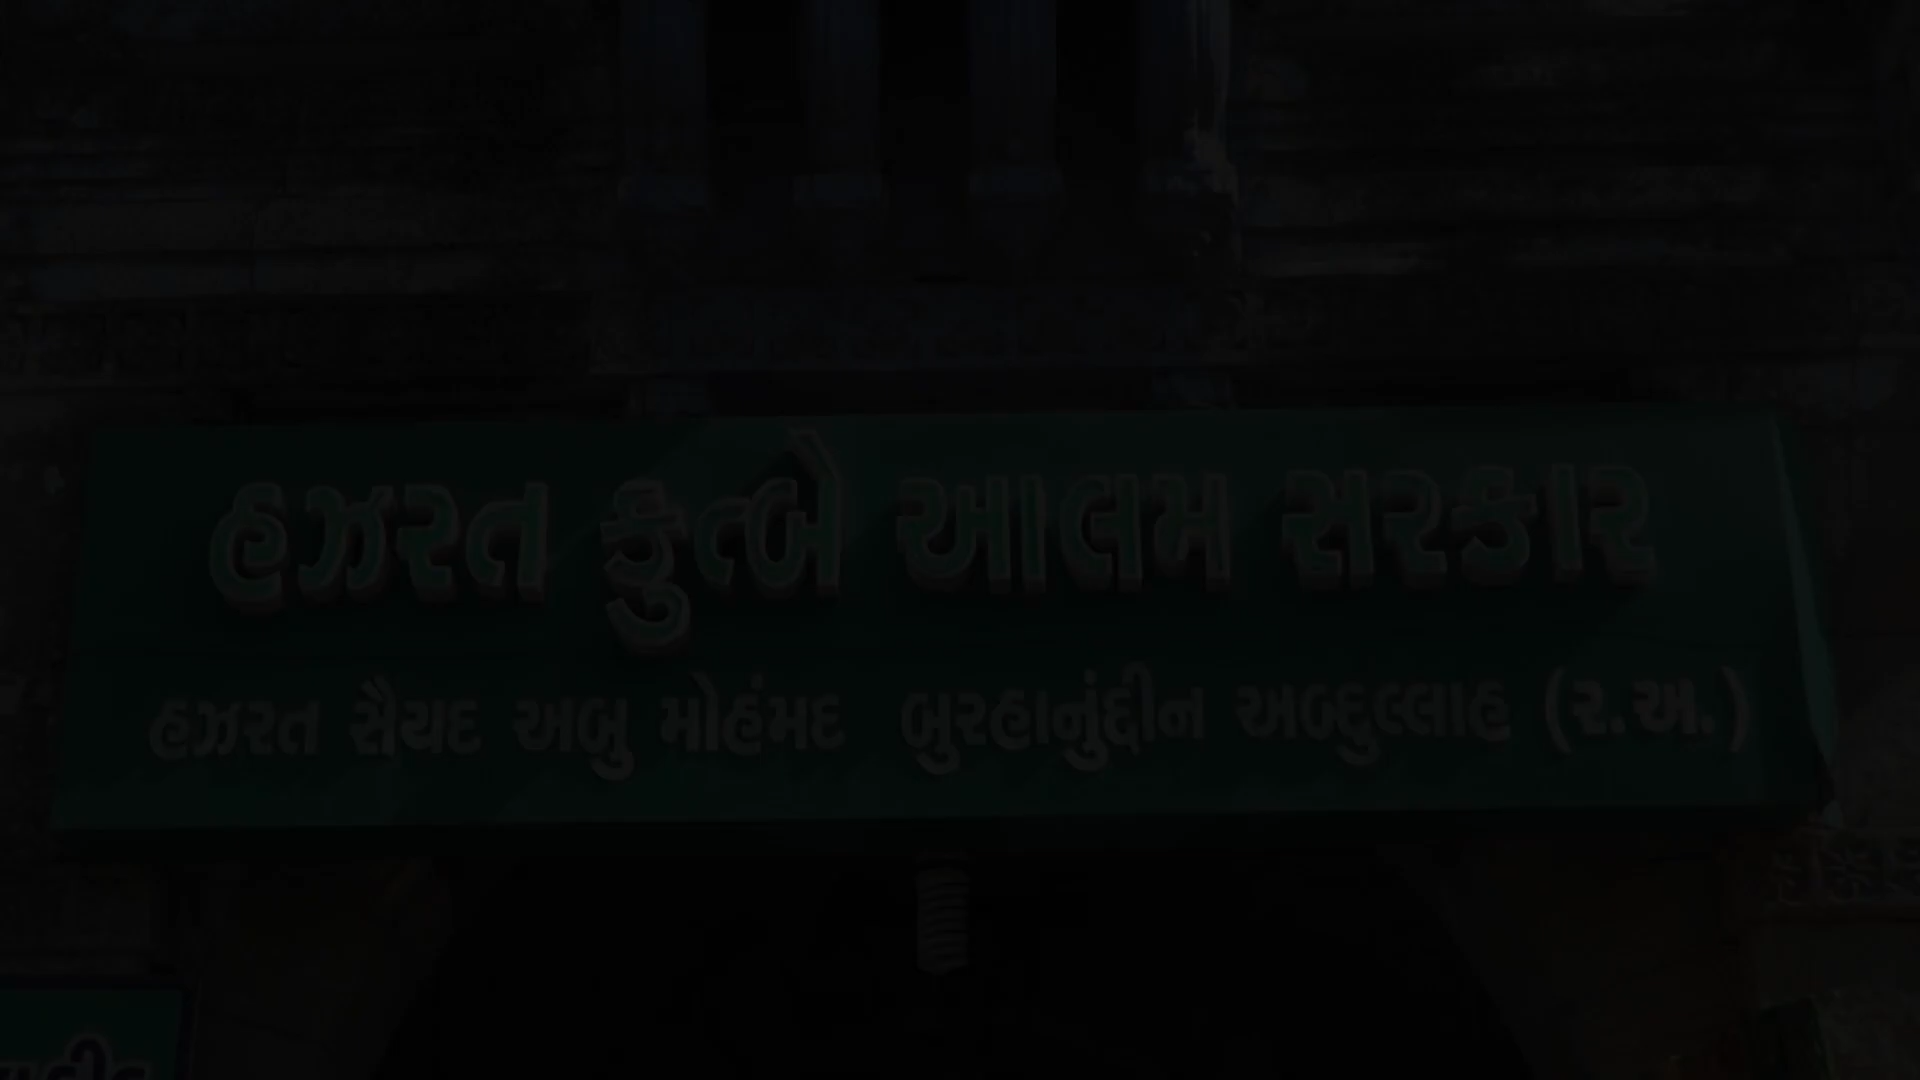 હઝરત કુત્બે આલમ સરકાર
હઝરત સૈયદ અબુ મોહંમદ બુરહાનુંદ્દીન અબ્દુલ્લાહ (ર.અ.)